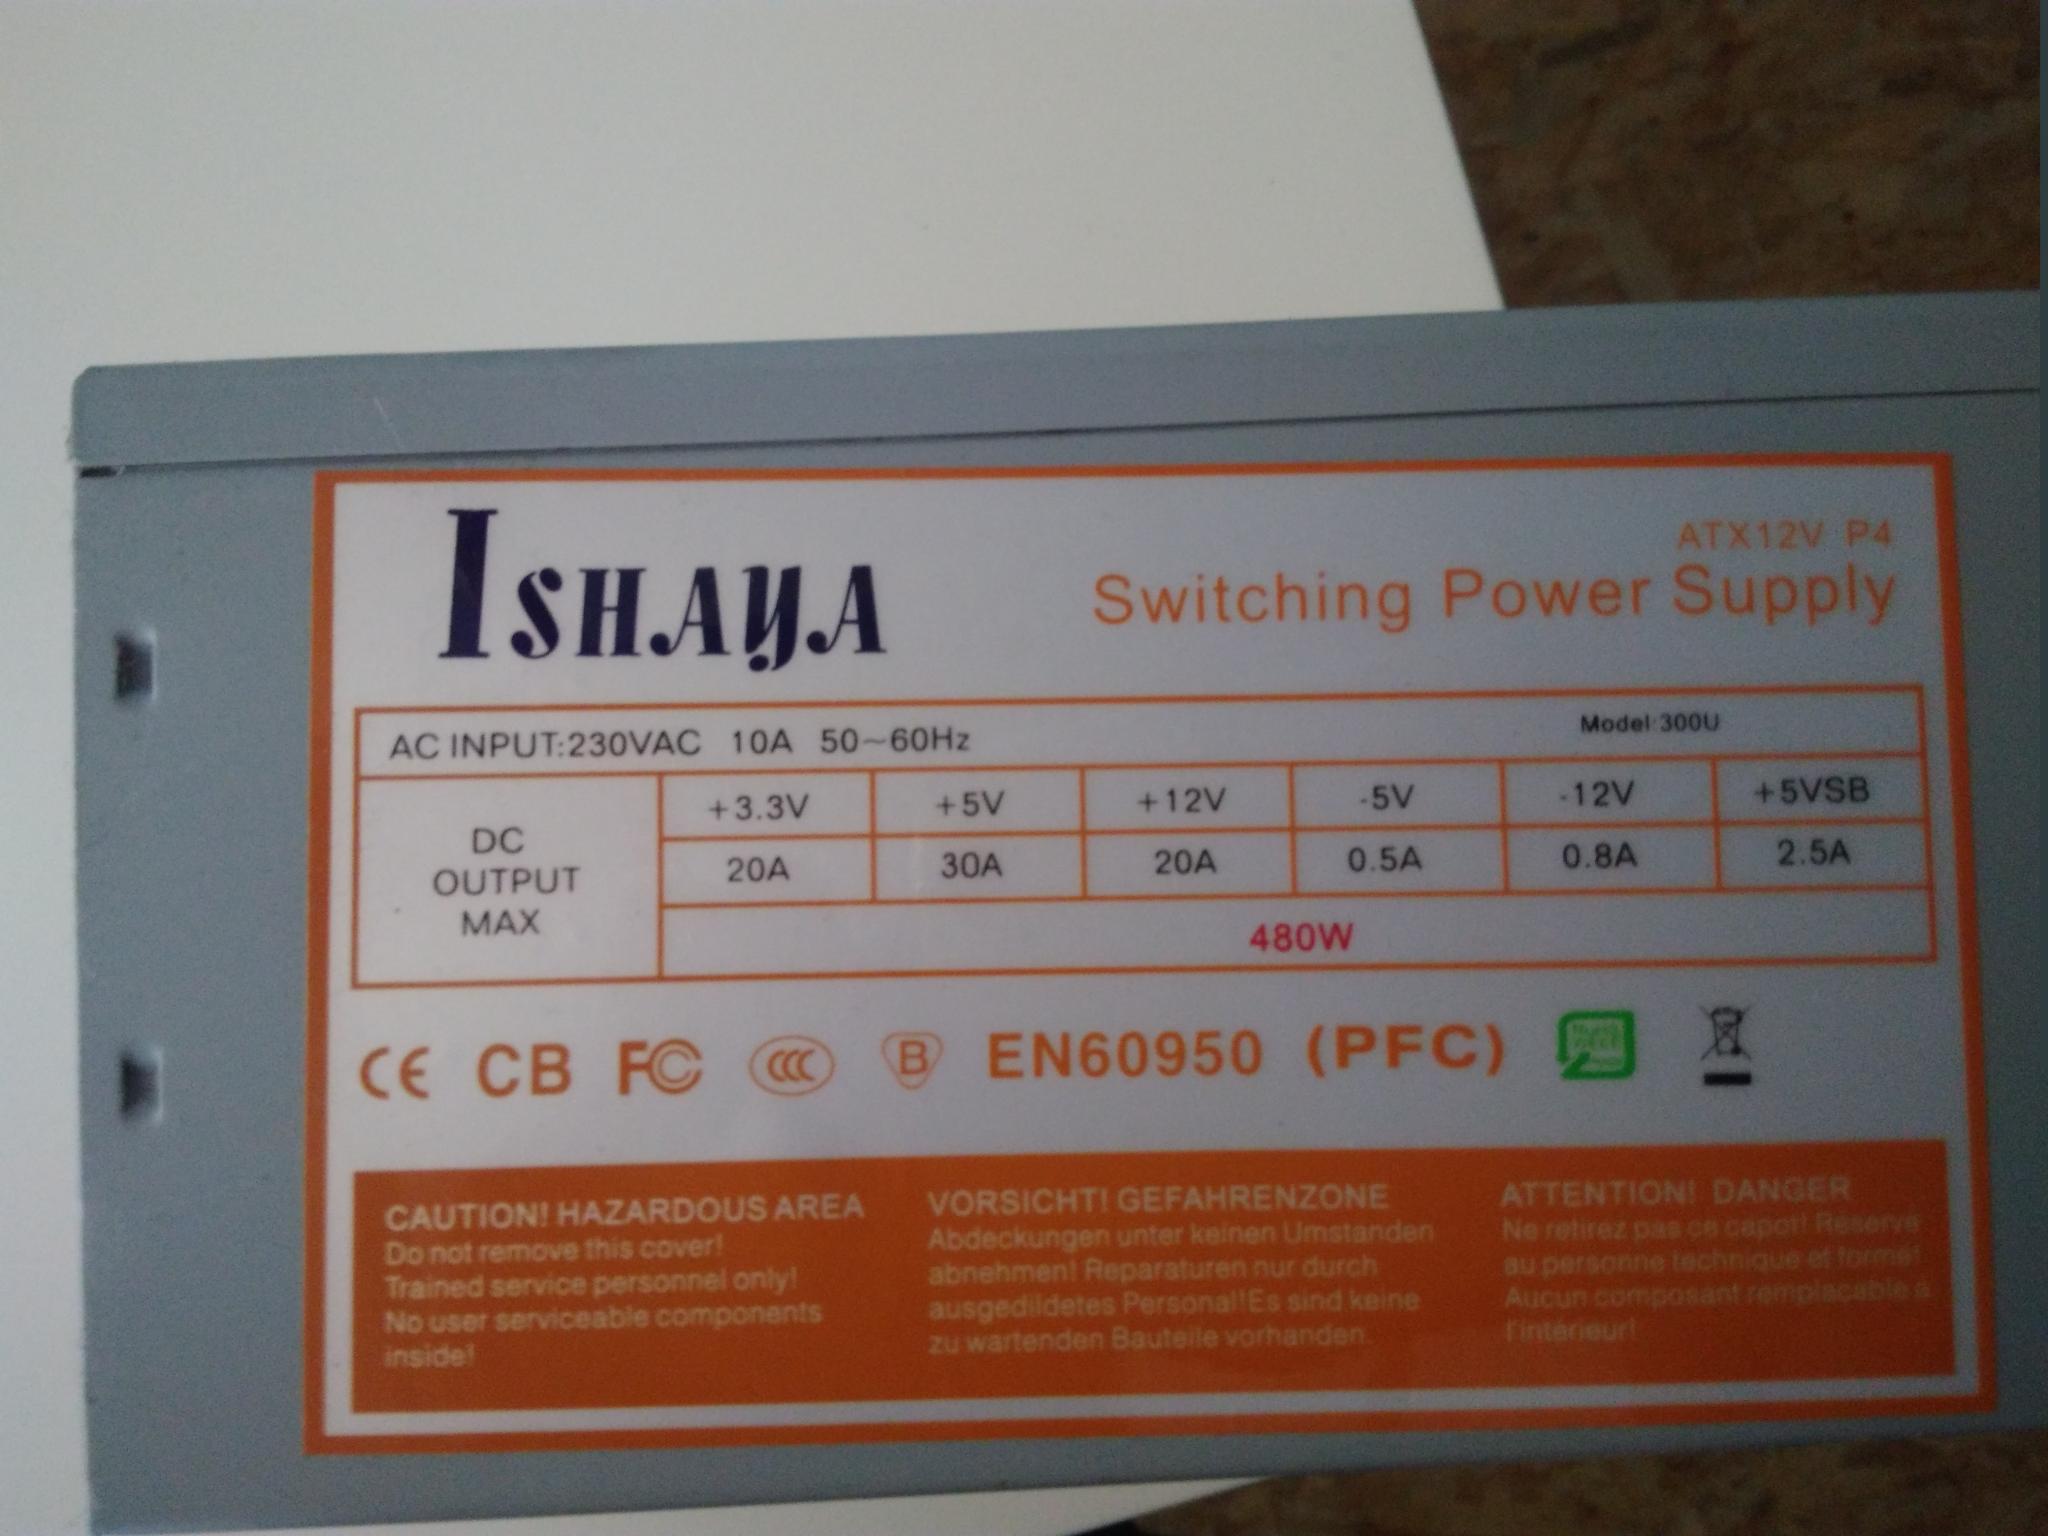 ISHAYA
ATX12V P4
Switching Power Supply
AC INPUT:230VAC 10A 50~60Hz
Model:300U
+3.3V +5V +12V -5V -12V +5VSB
DC OUTPUT MAX
20A 30A 20A 0.5A 0.8A 2.5A
480W
CE CB FC CCC B EN60950 (PFC)
CAUTION! HAZARDOUS AREA
Do not remove this cover!
Trained service personnel only!
No user serviceable components
inside!
VORSICHT! GEFAHRENZONE
Abdeckungen unter keinen Umstanden
abnehmen! Reparaturen nur durch
ausgedildetes Personal!Es sind keine
zu wartenden Bauteile vorhanden.
ATTENTION! DANGER
Ne retirez pas ce capot! Reserve
au personne technique et forme!
Aucun composant remplacable a
l'intérieur!